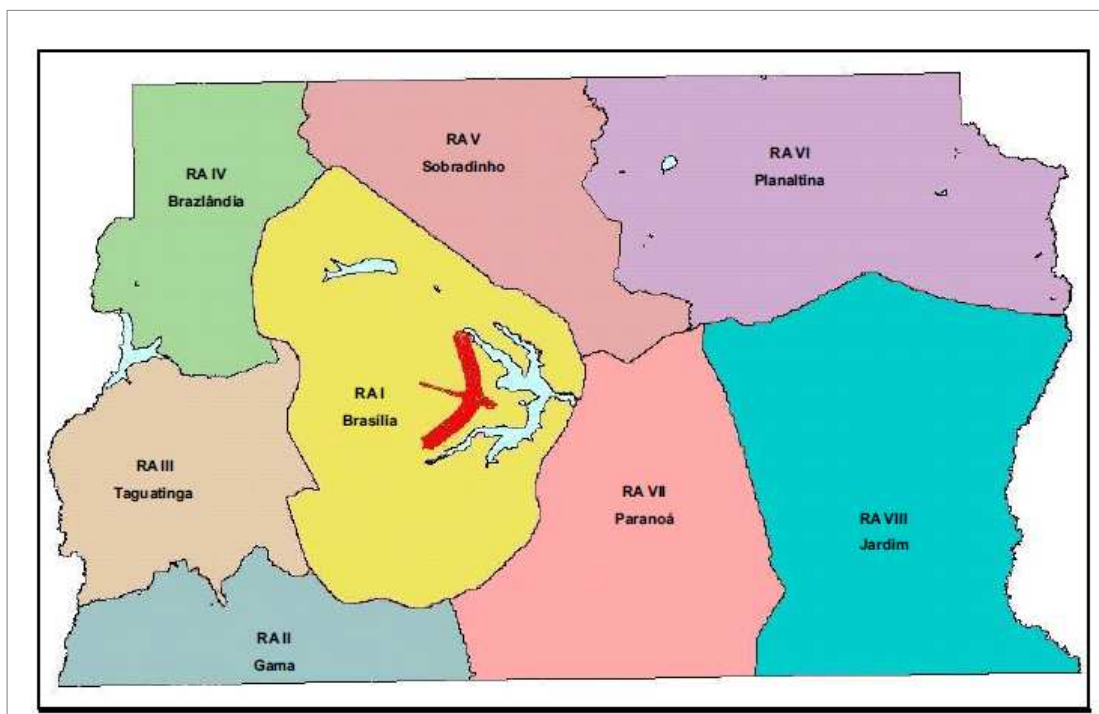 RA V
Sobradinho
RA VI
Planaltina
RA IV
Brazlândia
RA I
Brasília
RA III
Taguatinga
RA VII
Paranoá
RA VIII
Jardim
RA II
Gama